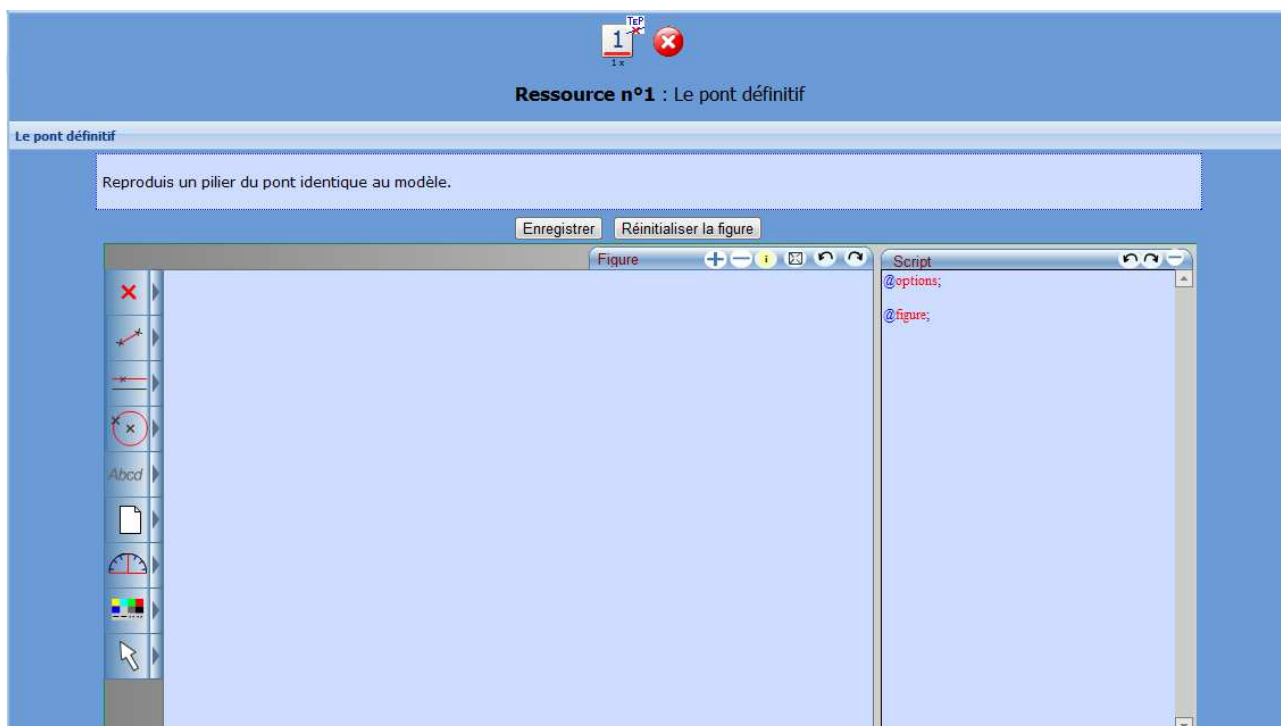 TeP
1
1 x
Ressource n°1 : Le pont définitif
Le pont définitif
Reproduis un pilier du pont identique au modèle.
Enregistrer Réinitialiser la figure
Figure i Script
@options;
@figure;
Abcd